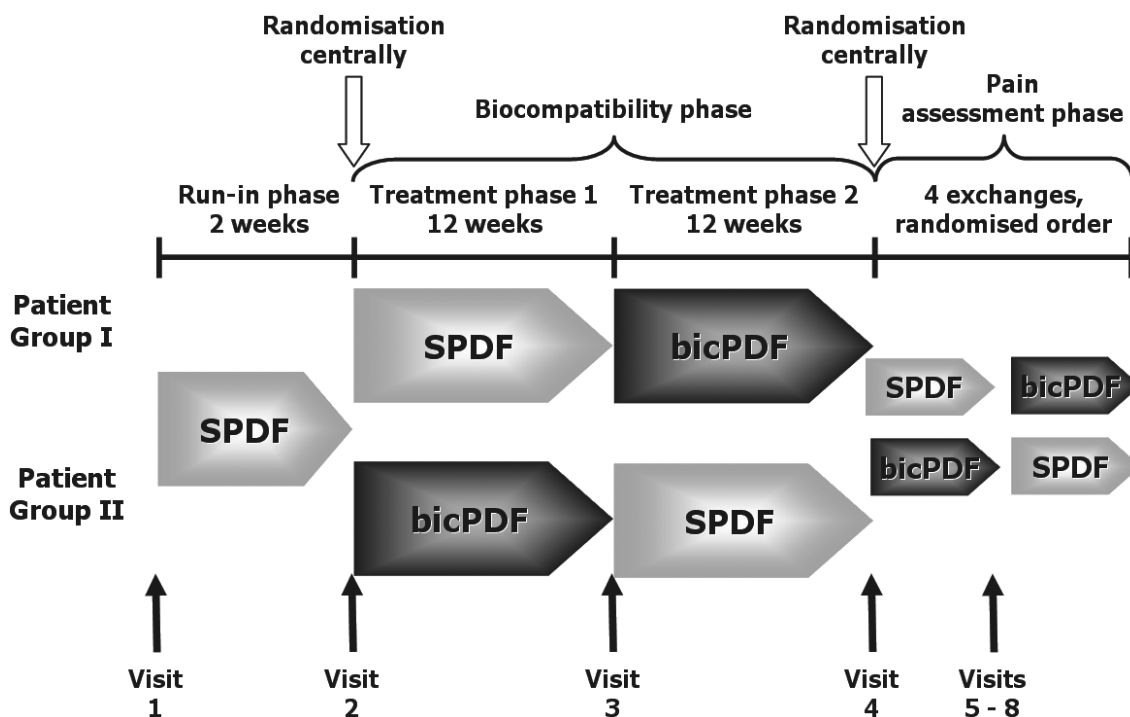 Randomisation
centrally
Randomisation
centrally
Biocompatibility phase
Pain
assessment phase
Run-in phase
2 weeks
Treatment phase 1
12 weeks
Treatment phase 2
12 weeks
4 exchanges,
randomised order
Patient
Group I
SPDF
bicPDF
SPDF
bicPDF
SPDF
Patient
Group II
bicPDF
SPDF
bicPDF
SPDF
Visit
1
Visit
2
Visit
3
Visit
4
Visits
5 - 8